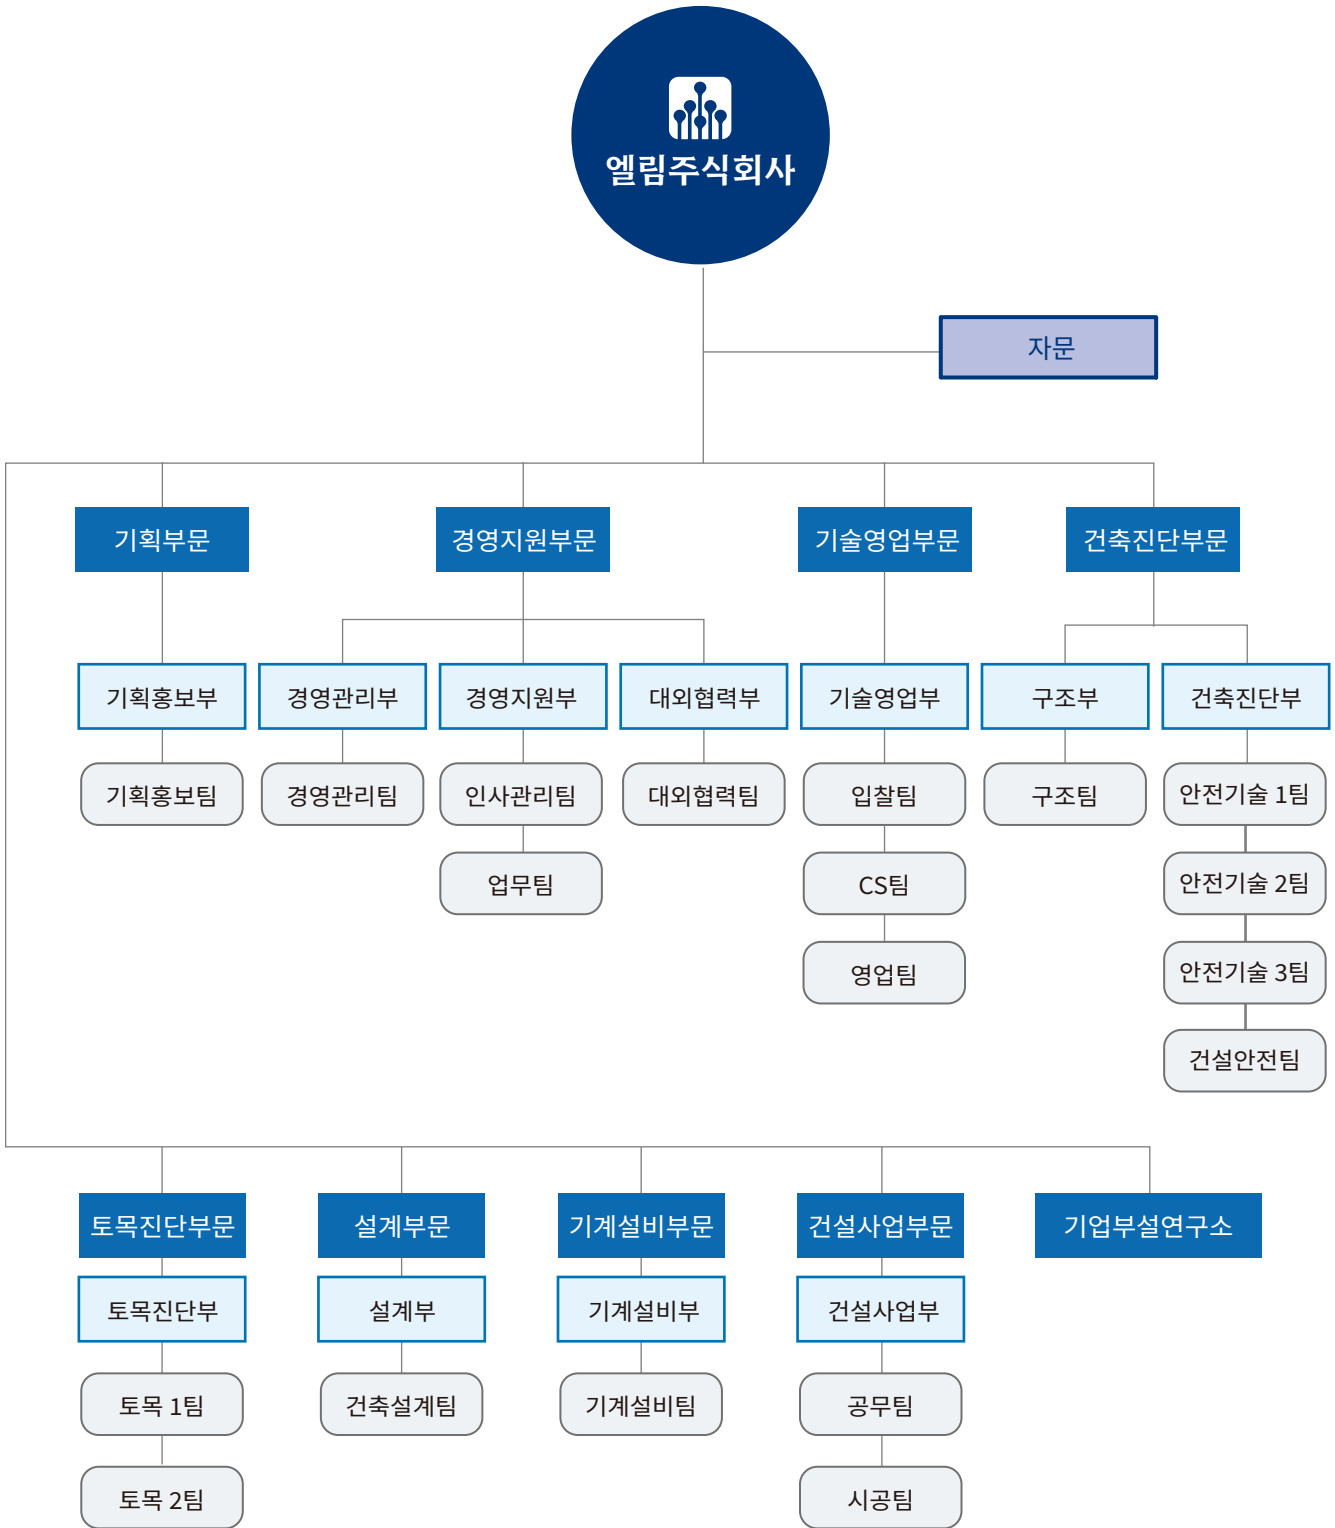 엘림주식회사
자문
기획부문
경영지원부문
기술영업부문
건축진단부문
기획홍보부
경영관리부
경영지원부
대외협력부
기술영업부
구조부
건축진단부
기획홍보팀
경영관리팀
인사관리팀
대외협력팀
입찰팀
구조팀
안전기술 1팀
업무팀
CS팀
안전기술 2팀
영업팀
안전기술 3팀
건설안전팀
토목진단부문
설계부문
기계설비부문
건설사업부문
기업부설연구소
토목진단부
설계부
기계설비부
건설사업부
토목 1팀
건축설계팀
기계설비팀
공무팀
토목 2팀
시공팀